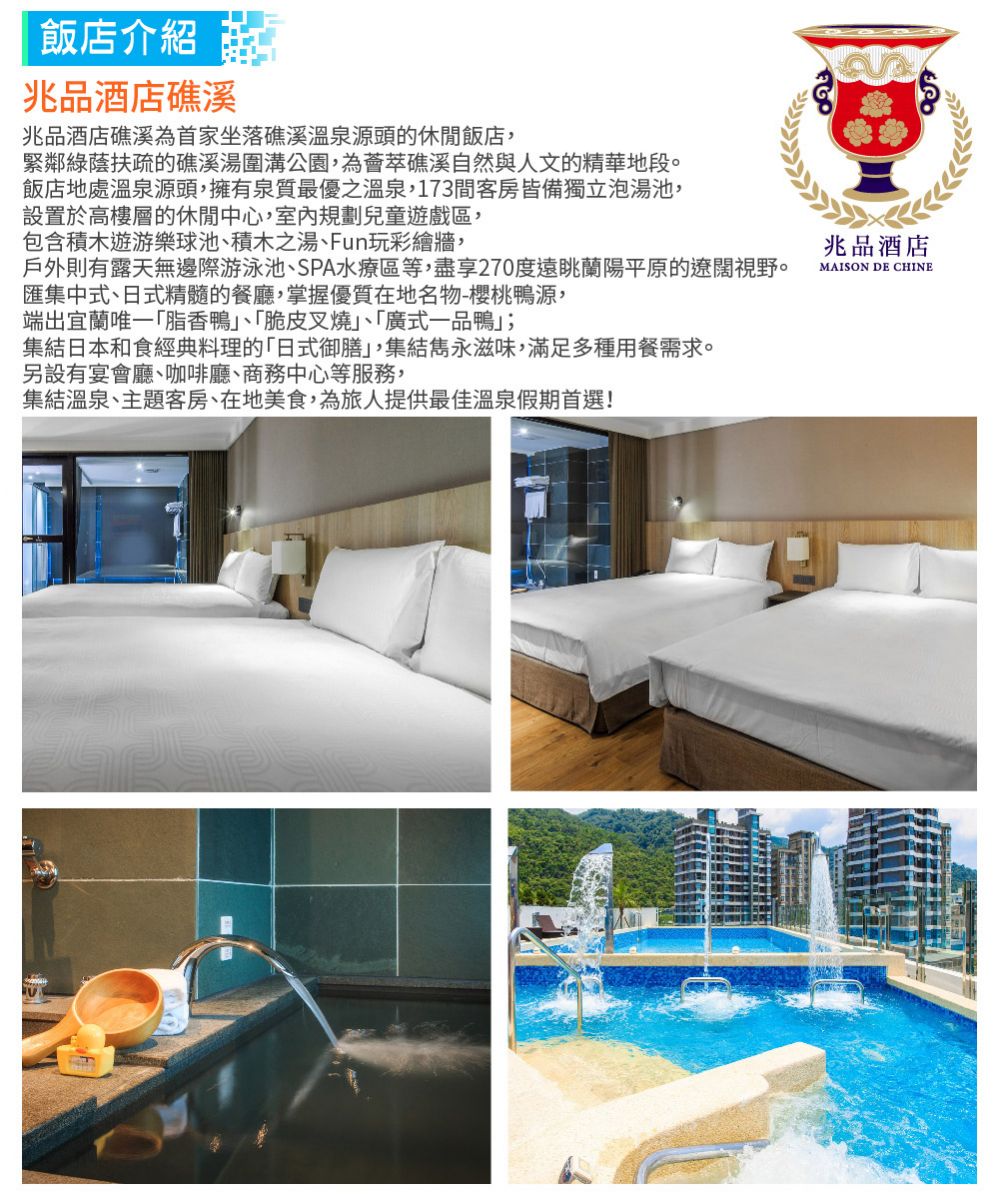 飯店介紹
兆品酒店礁溪
兆品酒店礁溪為首家坐落礁溪溫泉源頭的休閒飯店，
緊鄰綠蔭扶疏的礁溪湯圍溝公園，為薈萃礁溪自然與人文的精華地段。
飯店地處溫泉源頭，擁有泉質最優之溫泉，173間客房皆備獨立泡湯池，
設置於高樓層的休閒中心，室內規劃兒童遊戲區，
包含積木遊游樂球池、積木之湯、Fun玩彩繪牆，
戶外則有露天無邊際游泳池、SPA水療區等，盡享270度遠眺蘭陽平原的遼闊視野。
匯集中式、日式精髓的餐廳，掌握優質在地名物-櫻桃鴨源，
端出宜蘭唯一「脂香鴨」、「脆皮叉燒」、「廣式一品鴨」；
集結日本和食經典料理的「日式御膳」，集結雋永滋味，滿足多種用餐需求。
另設有宴會廳、咖啡廳、商務中心等服務，
集結溫泉、主題客房、在地美食，為旅人提供最佳溫泉假期首選！
兆品酒店
MAISON DE CHINE